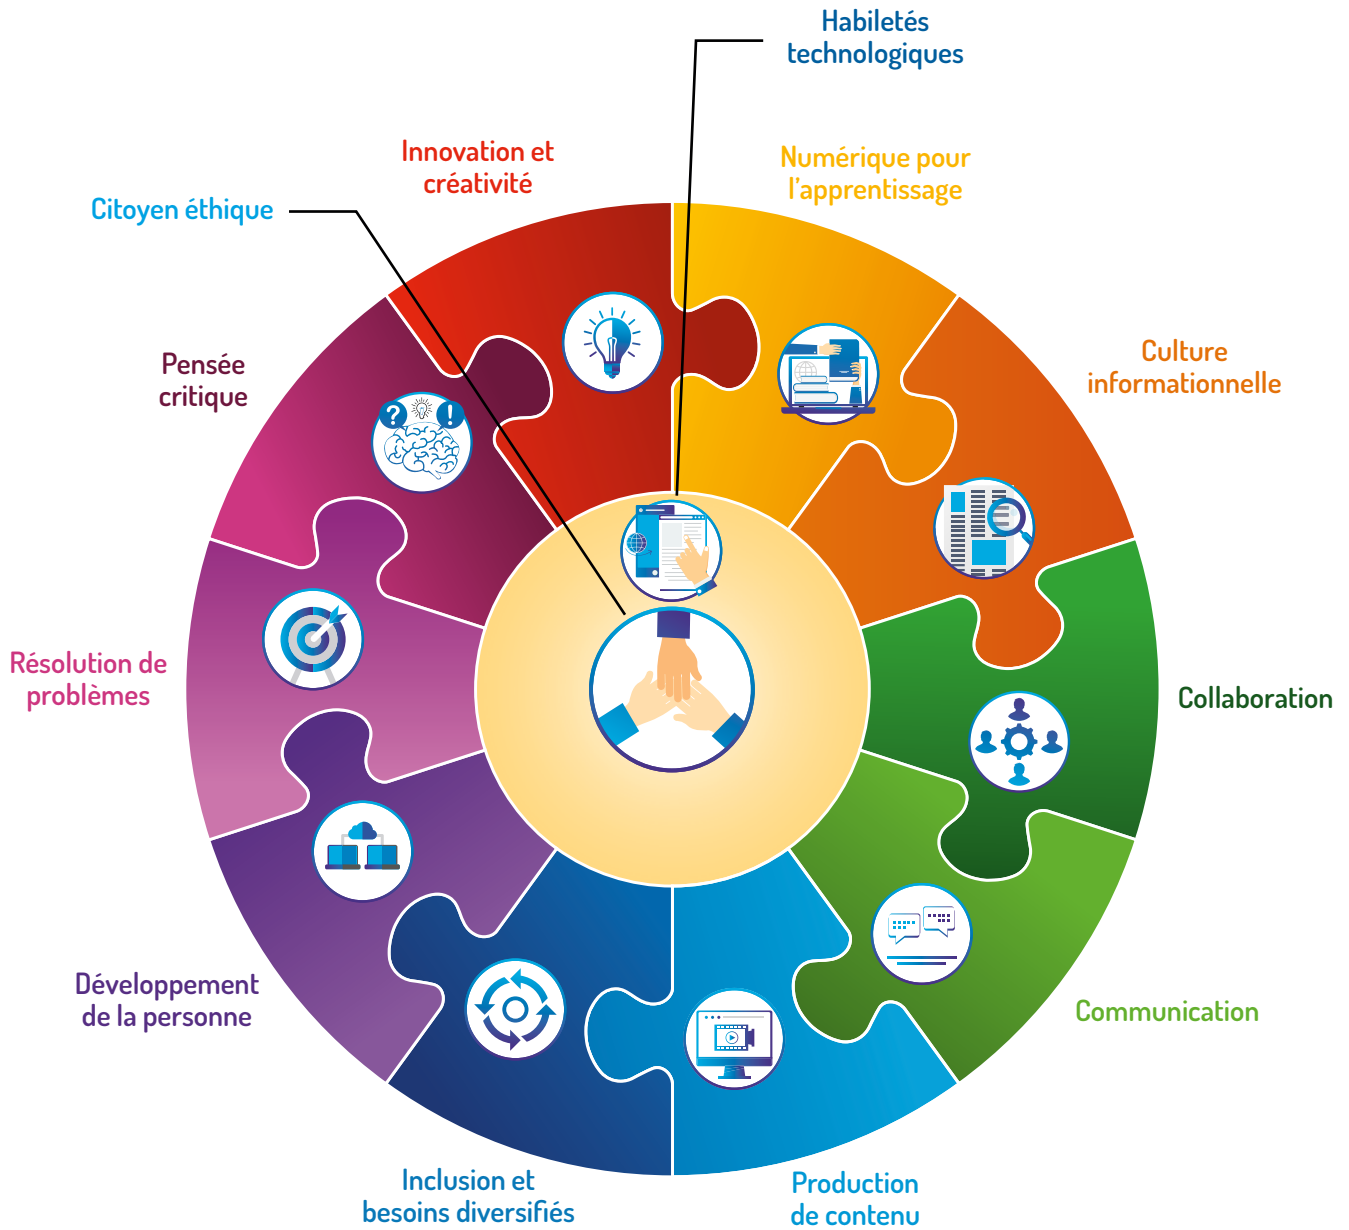 Habiletés
technologiques
Innovation et
créativité
Numérique pour
l'apprentissage
Citoyen éthique
Pensée
critique
Culture
informationnelle
? !
Résolution de
problèmes
Collaboration
Développement
de la personne
Communication
Inclusion et
besoins diversifiés
Production
de contenu